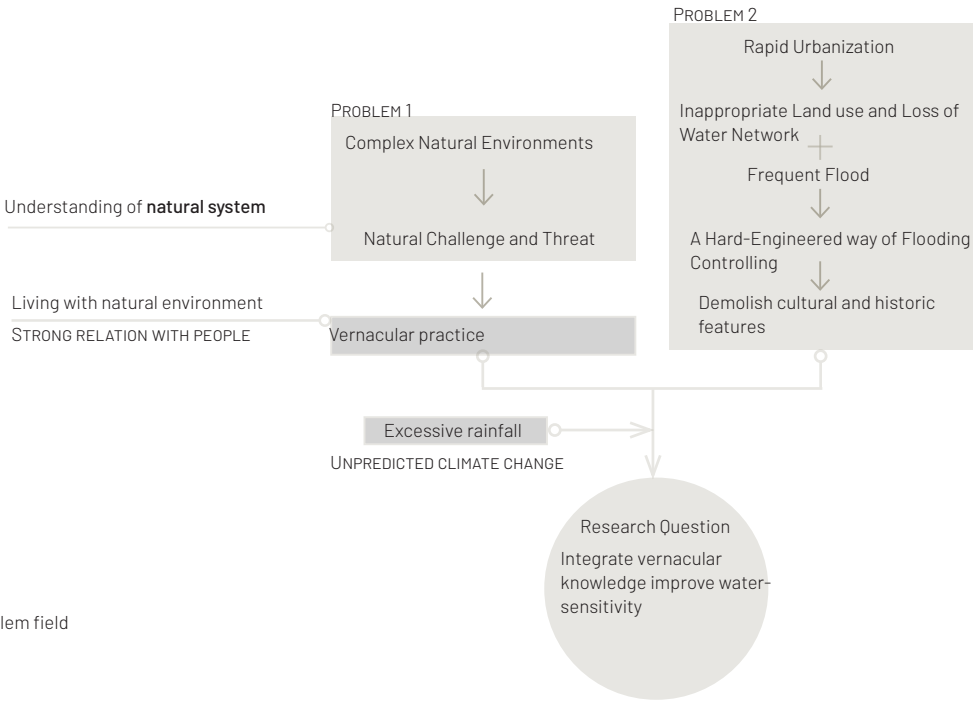 PROBLEM 2
Rapid Urbanization
Inappropriate Land use and Loss of
Water Network
Frequent Flood
A Hard-Engineered way of Flooding
Controlling
Demolish cultural and historic
features
PROBLEM 1
Complex Natural Environments
Natural Challenge and Threat
Understanding of natural system
Living with natural environment
STRONG RELATION WITH PEOPLE
Vernacular practice
Excessive rainfall
UNPREDICTED CLIMATE CHANGE
Research Question
Integrate vernacular
knowledge improve water-
sensitivity
lem field